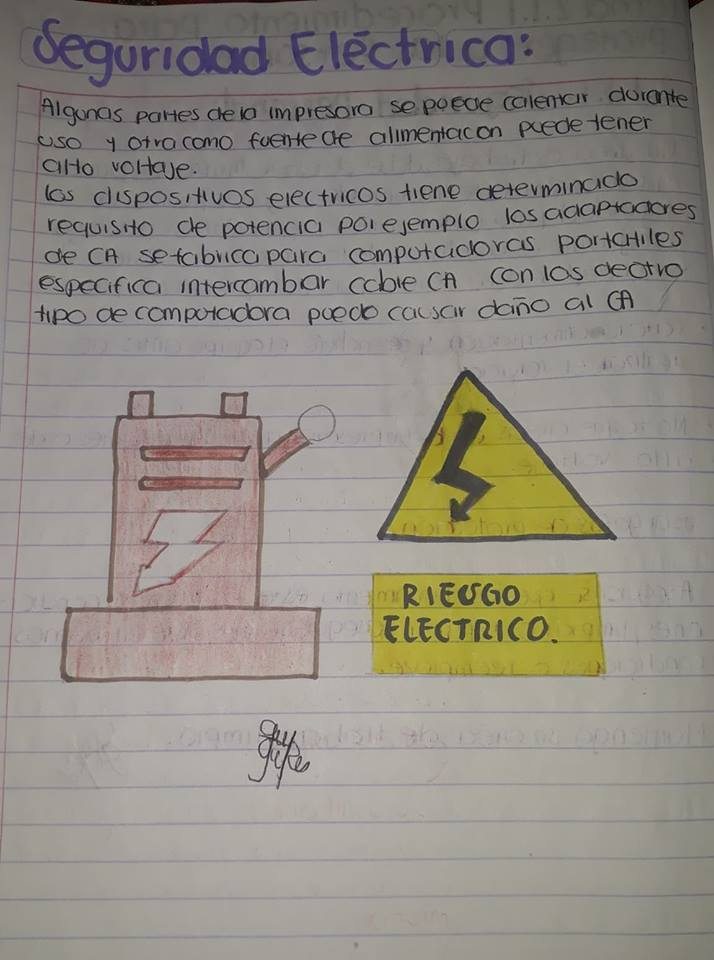 Seguridad Eléctrica:
Algunas partes de la impresora se puede calentar durante
uso y otra como fuente de alimentacon puede tener
alto voltaje.
los dispositivos electricos tiene determinado
requisito de potencia por ejemplo los adaptadores
de CA se fabrica para computadoras portatiles
especifica intercambiar cable CA con los de otro
tipo de computadora puedo causar daño al CA
RIESGO
ELECTRICO.